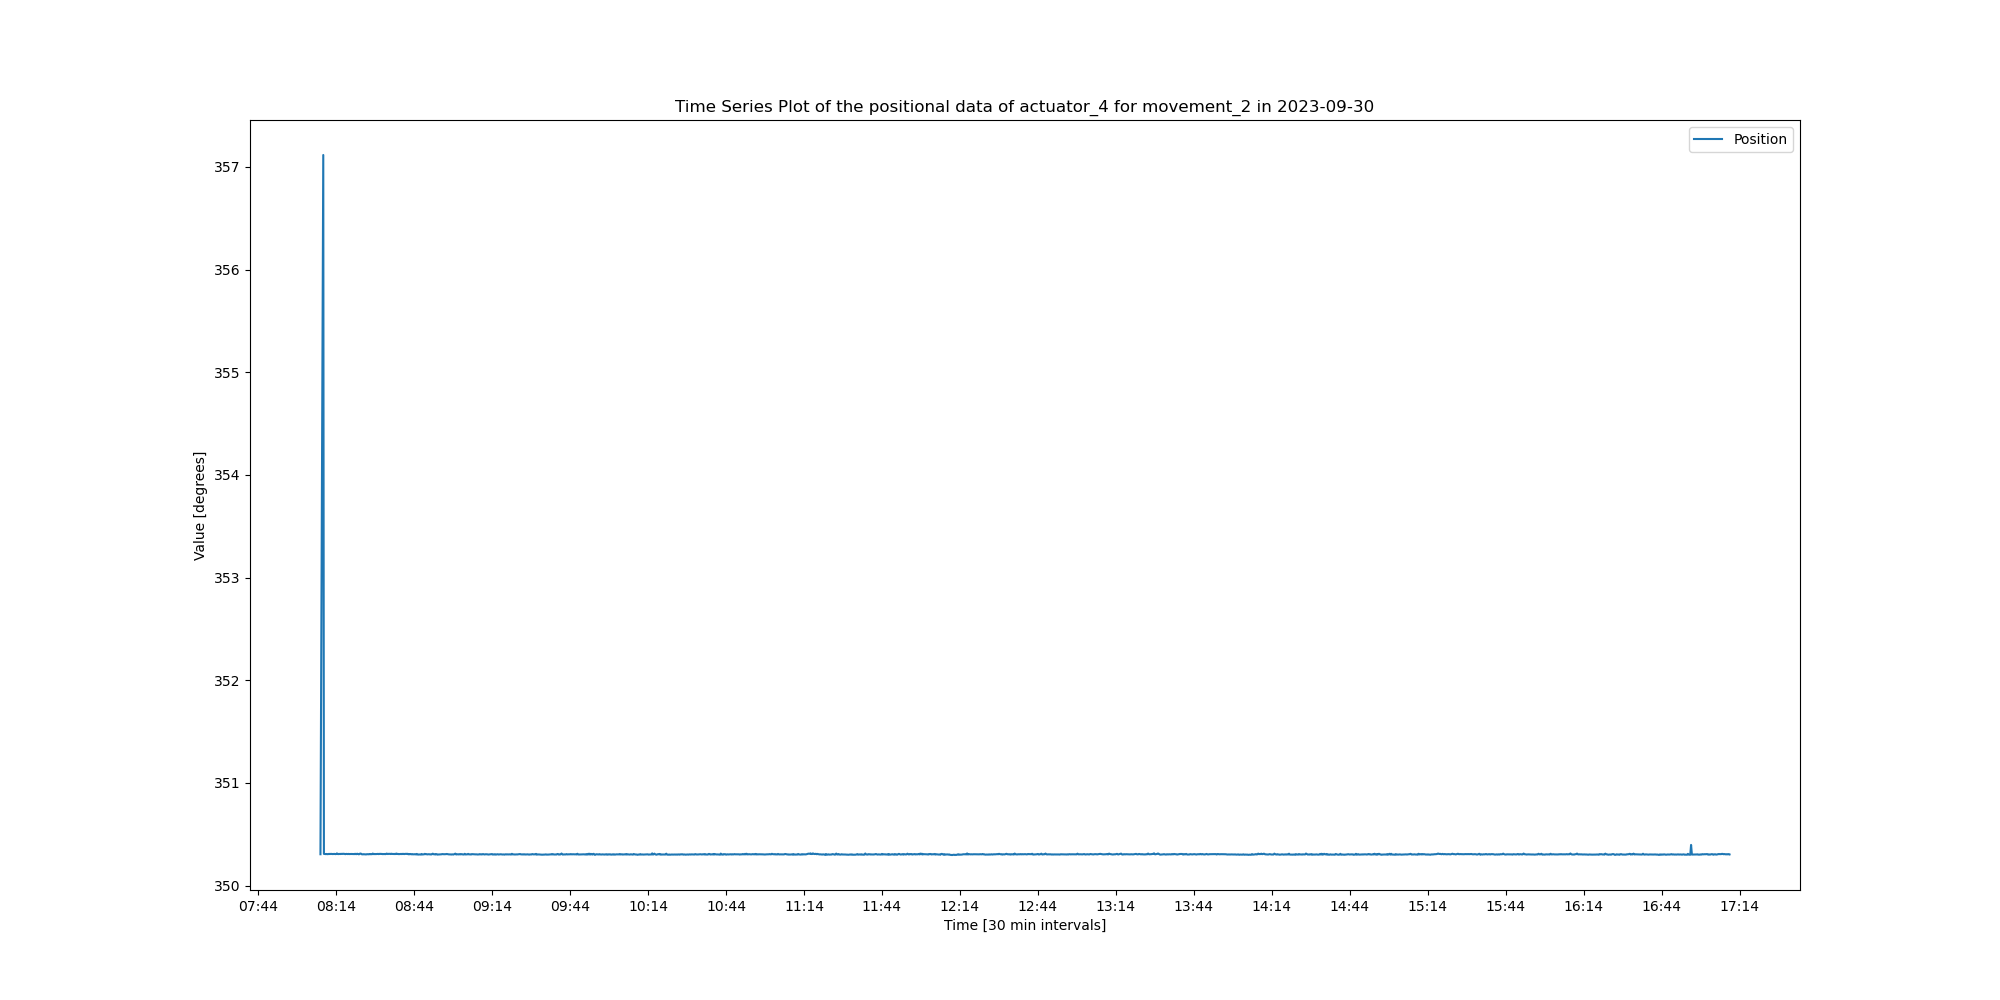 Time Series Plot of the positional data of actuator_4 for movement_2 in 2023-09-30
Position
357
356
355
354
353
352
351
350
Value [degrees]
07:44 08:14 08:44 09:14 09:44 10:14 10:44 11:14 11:44 12:14 12:44 13:14 13:44 14:14 14:44 15:14 15:44 16:14 16:44 17:14
Time [30 min intervals]